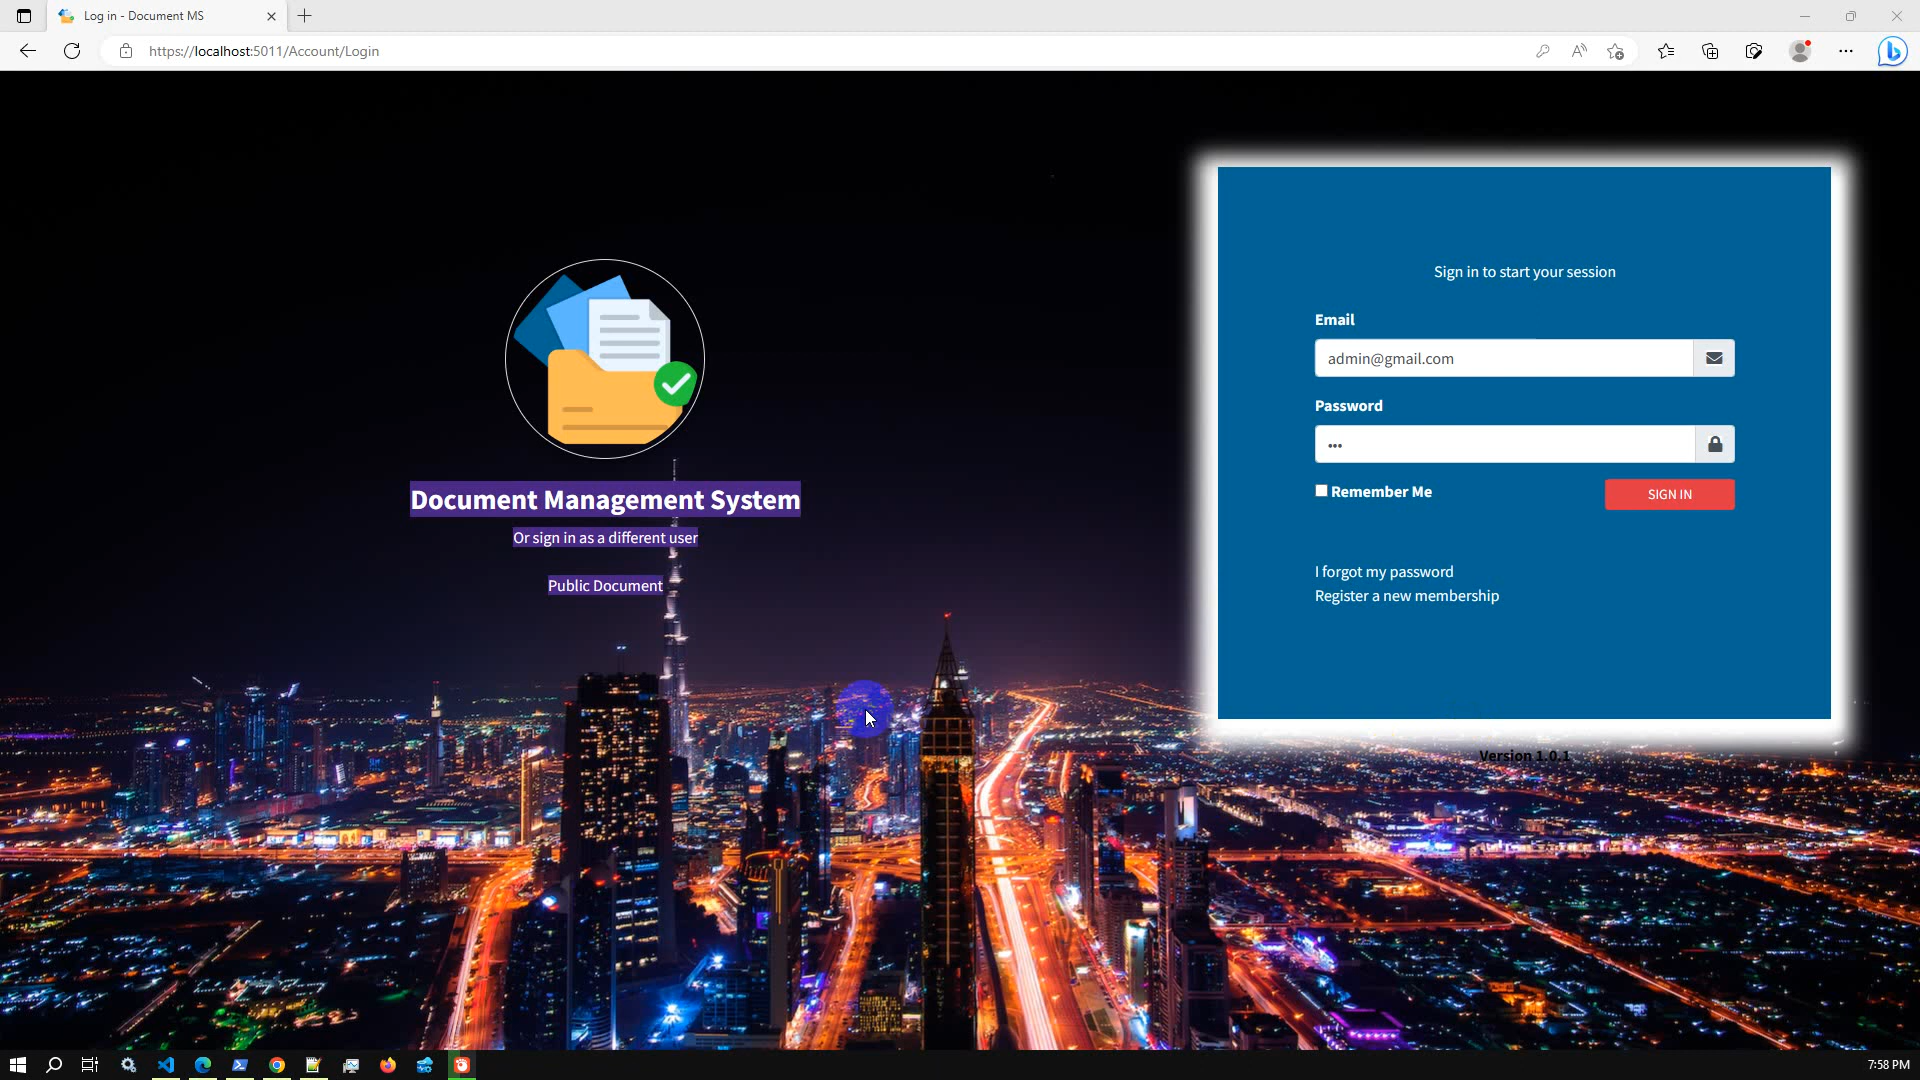 Log in - Document MS
https://localhost:5011/Account/Login
Document Management System
Or sign in as a different user
Public Document
Sign in to start your session
Email
admin@gmail.com
Password
•••
Remember Me
SIGN IN
I forgot my password
Register a new membership
Version 1.0.1
7:58 PM